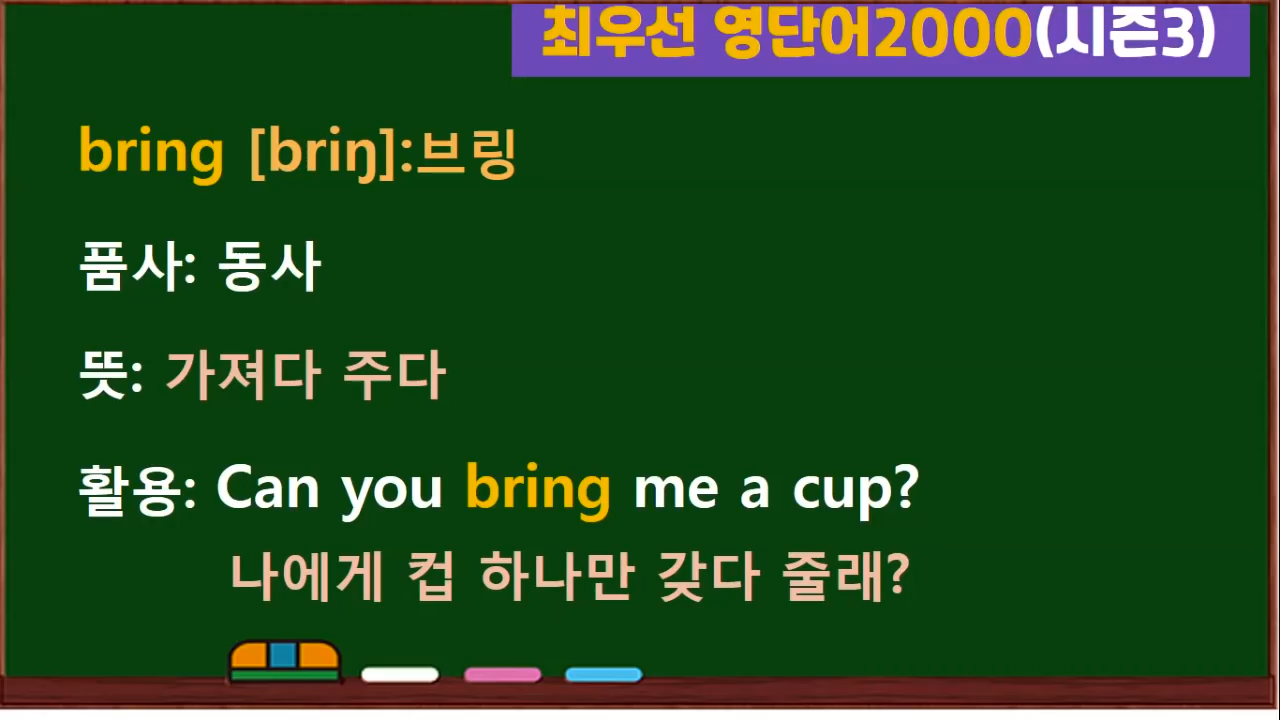 최우선 영단어2000(시즌3)
bring [briŋ]:브링
품사: 동사
뜻: 가져다 주다
활용: Can you bring me a cup?
나에게 컵 하나만 갖다 줄래?